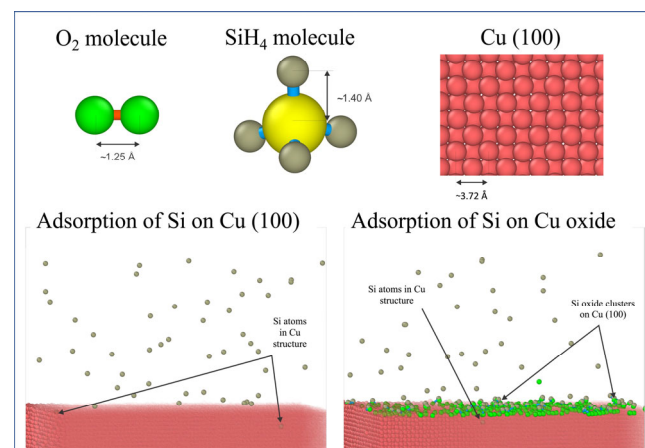 O2 molecule
SiH4 molecule
Cu (100)
~1.40 Å
~1.25 Å
~3.72 Å
Adsorption of Si on Cu (100)
Adsorption of Si on Cu oxide
Si atoms
in Cu
structure
Si atoms in Cu
structure
Si oxide clusters
on Cu (100)